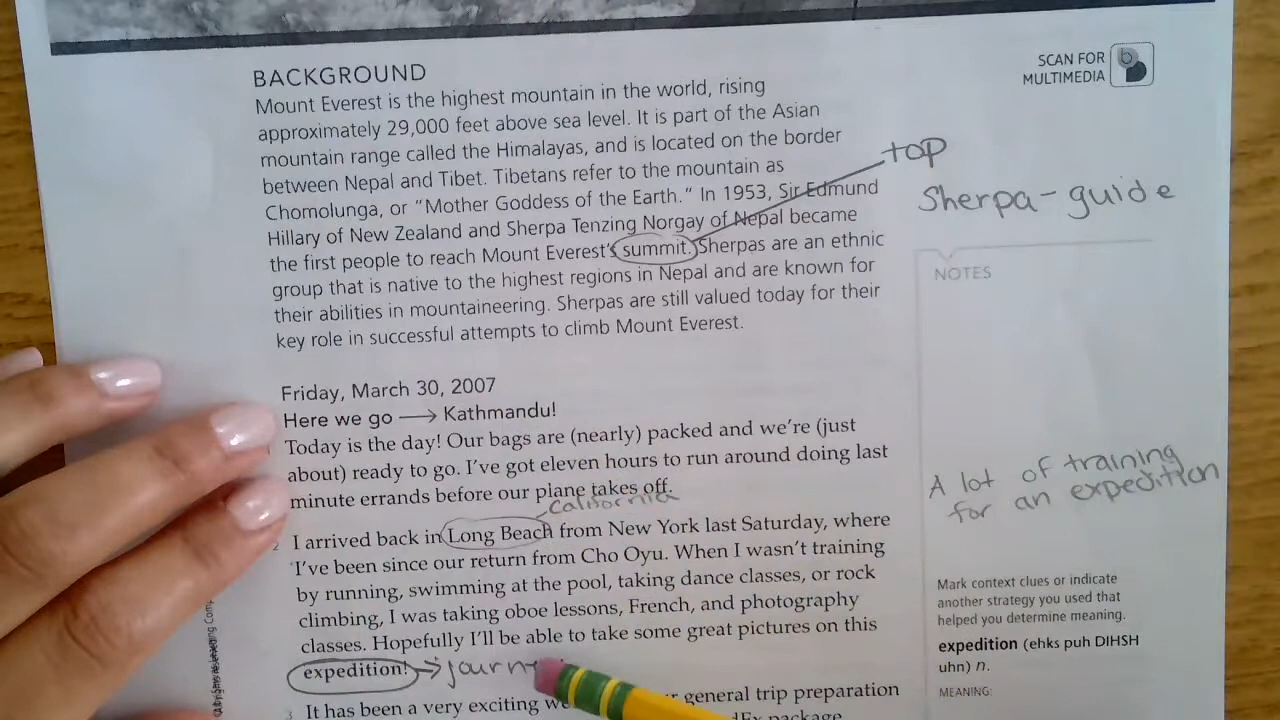 BACKGROUND
SCAN FOR
MULTIMEDIA
Mount Everest is the highest mountain in the world, rising
approximately 29,000 feet above sea level. It is part of the Asian
mountain range called the Himalayas, and is located on the border
between Nepal and Tibet. Tibetans refer to the mountain as
Chomolunga, or “Mother Goddess of the Earth.” In 1953, Sir Edmund
Hillary of New Zealand and Sherpa Tenzing Norgay of Nepal became
the first people to reach Mount Everest's summit. Sherpas are an ethnic
group that is native to the highest regions in Nepal and are known for
their abilities in mountaineering. Sherpas are still valued today for their
key role in successful attempts to climb Mount Everest.
top
Sherpa-guide
NOTES
Friday, March 30, 2007
Here we go → Kathmandu!
Today is the day! Our bags are (nearly) packed and we're (just
about) ready to go. I've got eleven hours to run around doing last
minute errands before our plane takes off.
California
A lot of training
for an expedition
2 I arrived back in Long Beach from New York last Saturday, where
I've been since our return from Cho Oyu. When I wasn't training
by running, swimming at the pool, taking dance classes, or rock
climbing, I was taking oboe lessons, French, and photography
classes. Hopefully I'll be able to take some great pictures on this
expedition! → journ
Mark context clues or indicate
another strategy you used that
helped you determine meaning.
expedition (ehks puh DIHSH
uhn) n.
MEANING:
3 It has been a very exciting general trip preparation
package